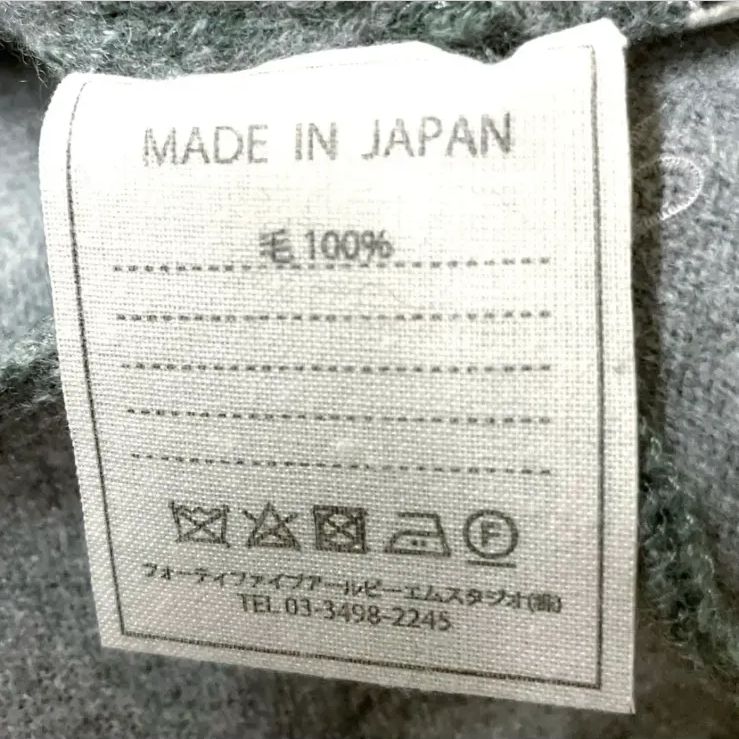 MADE IN JAPAN
毛 100%
F
フォーティファイブアールピーエムスタジオ(株)
TEL 03-3498-2245